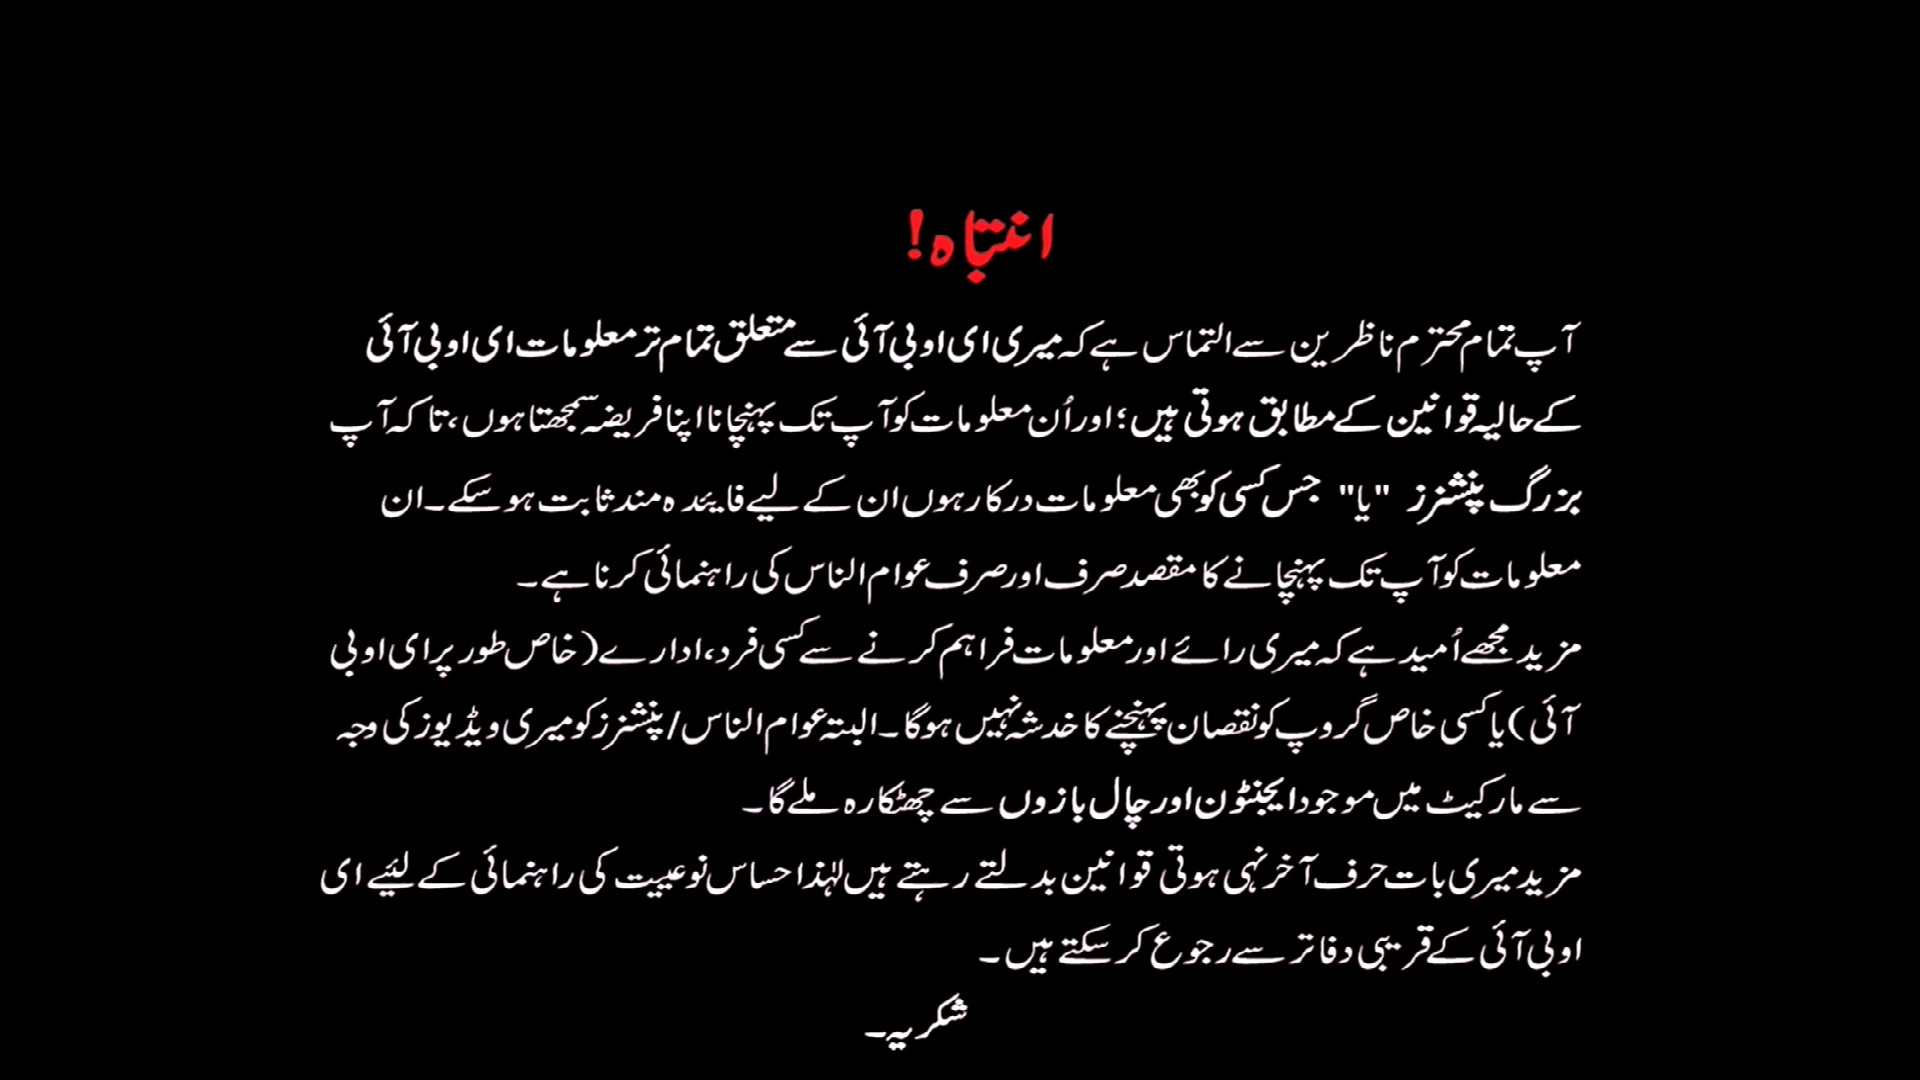 انتباہ!
آپ تمام محترم ناظرین سے التماس ہے کہ میری ای او بی آئی سے متعلق تمام تر معلومات ای او بی آئی
کے حالیہ قوانین کے مطابق ہوتی ہیں؛ اور اُن معلومات کو آپ تک پہنچانا اپنا فریضہ سمجھتا ہوں، تا کہ آپ
بزرگ پنشنرز "یا" جس کسی کو بھی معلومات درکار ہوں ان کے لیے فایئدہ مند ثابت ہو سکے۔ ان
معلومات کو آپ تک پہنچانے کا مقصد صرف اور صرف عوام الناس کی راہنمائی کرنا ہے۔
مزید مجھے اُمید ہے کہ میری رائے اور معلومات فراہم کرنے سے کسی فرد، ادارے (خاص طور پر ای او بی
آئی) یا کسی خاص گروپ کو نقصان پہنچنے کا خدشہ نہیں ہوگا۔ البتہ عوام الناس/پنشنرز کو میری ویڈیوز کی وجہ
سے مارکیٹ میں موجود ایجنٹون اور چال بازوں سے چھٹکارہ ملے گا۔
مزید میری بات حرف آخر نہی ہوتی قوانین بدلتے رہتے ہیں لہٰذا حساس نوعیت کی راہنمائی کے لیئے ای
او بی آئی کے قریبی دفاتر سے رجوع کر سکتے ہیں۔
شکریہ۔